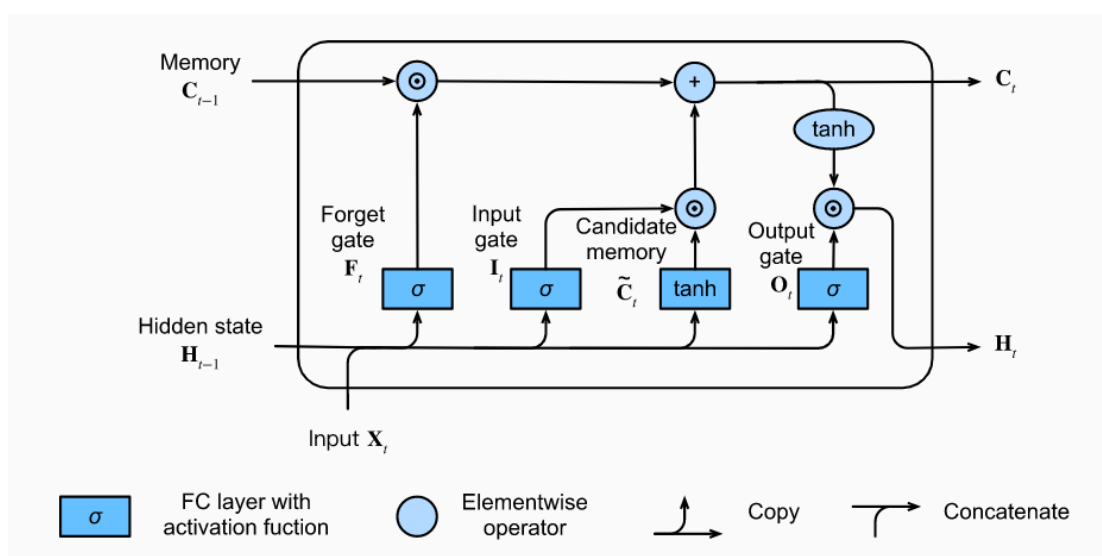 Memory
C_{t−1}
⊙
+
C_t
tanh
Forget
gate
F_t
Input
gate
I_t
⊙
Candidate
memory
C̃_t
Output
gate
O_t
⊙
σ
σ
tanh
σ
Hidden state
H_{t−1}
H_t
Input X_t
σ
FC layer with
activation fuction
Elementwise
operator
Copy
Concatenate